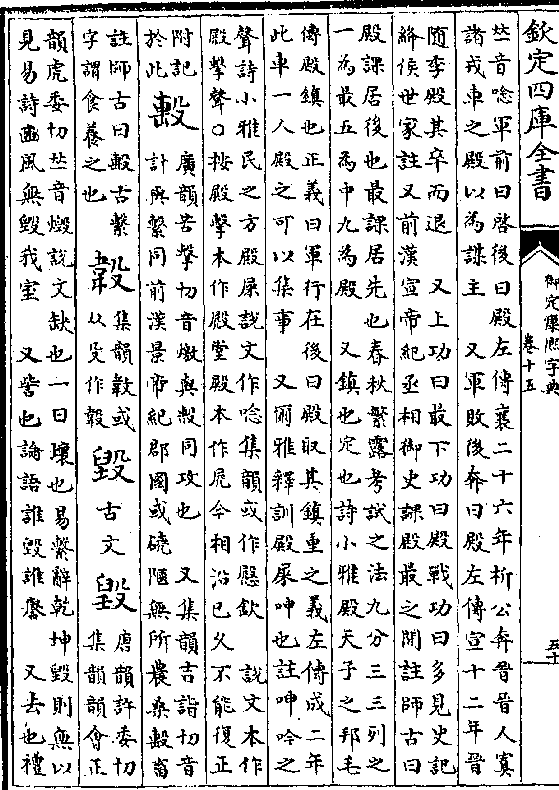 欽定四庫全書
御定康熙字典
卷十五
五十
𠀤音唸軍前曰啓後曰殿左傳襄二十六年析公奔晉晉人寘
諸戎車之殿以為謀主 又軍敗後奔曰殿左傳宣十二年晉
隨季殿其卒而退 又上功曰最下功曰殿戰功曰多見史記
絳侯世家註又前漢宣帝紀丞相御史課殿最之聞註師古曰
殿課居後也最課居先也春秋繁露考試之法九分三三列之
一為最五為中九為殿 又鎮也定也詩小雅殿天子之邦毛
傳殿鎮也正義曰軍行在後曰殿取其鎮重之義左傳成二年
此車一人殿之可以集事 又爾雅釋訓殿屎呻也註呻吟之
聲詩小雅民之方殿屎說文作唸集韻或作欽 說文本作
殿擊聲○按殿擊本作殿堂殿本作今相沿已久不能復正
附記
於此
毄
廣韻苦擊切音燩與㲉同攻也 又集韻吉詣切音
計與繫同前漢景帝紀郡國或磽陿無所農桑毄畜
註師古曰毄古繫
字謂食養之也
集韻㲄或
从殳作
毀 古文 毁
唐韻許委切
集韻韻會正
韻虎委切𠀤音燬說文缺也一曰壞也易繫辭乾坤毀則無以
見易詩豳風無毀我室 又訾也論語誰毀誰譽 又去也禮